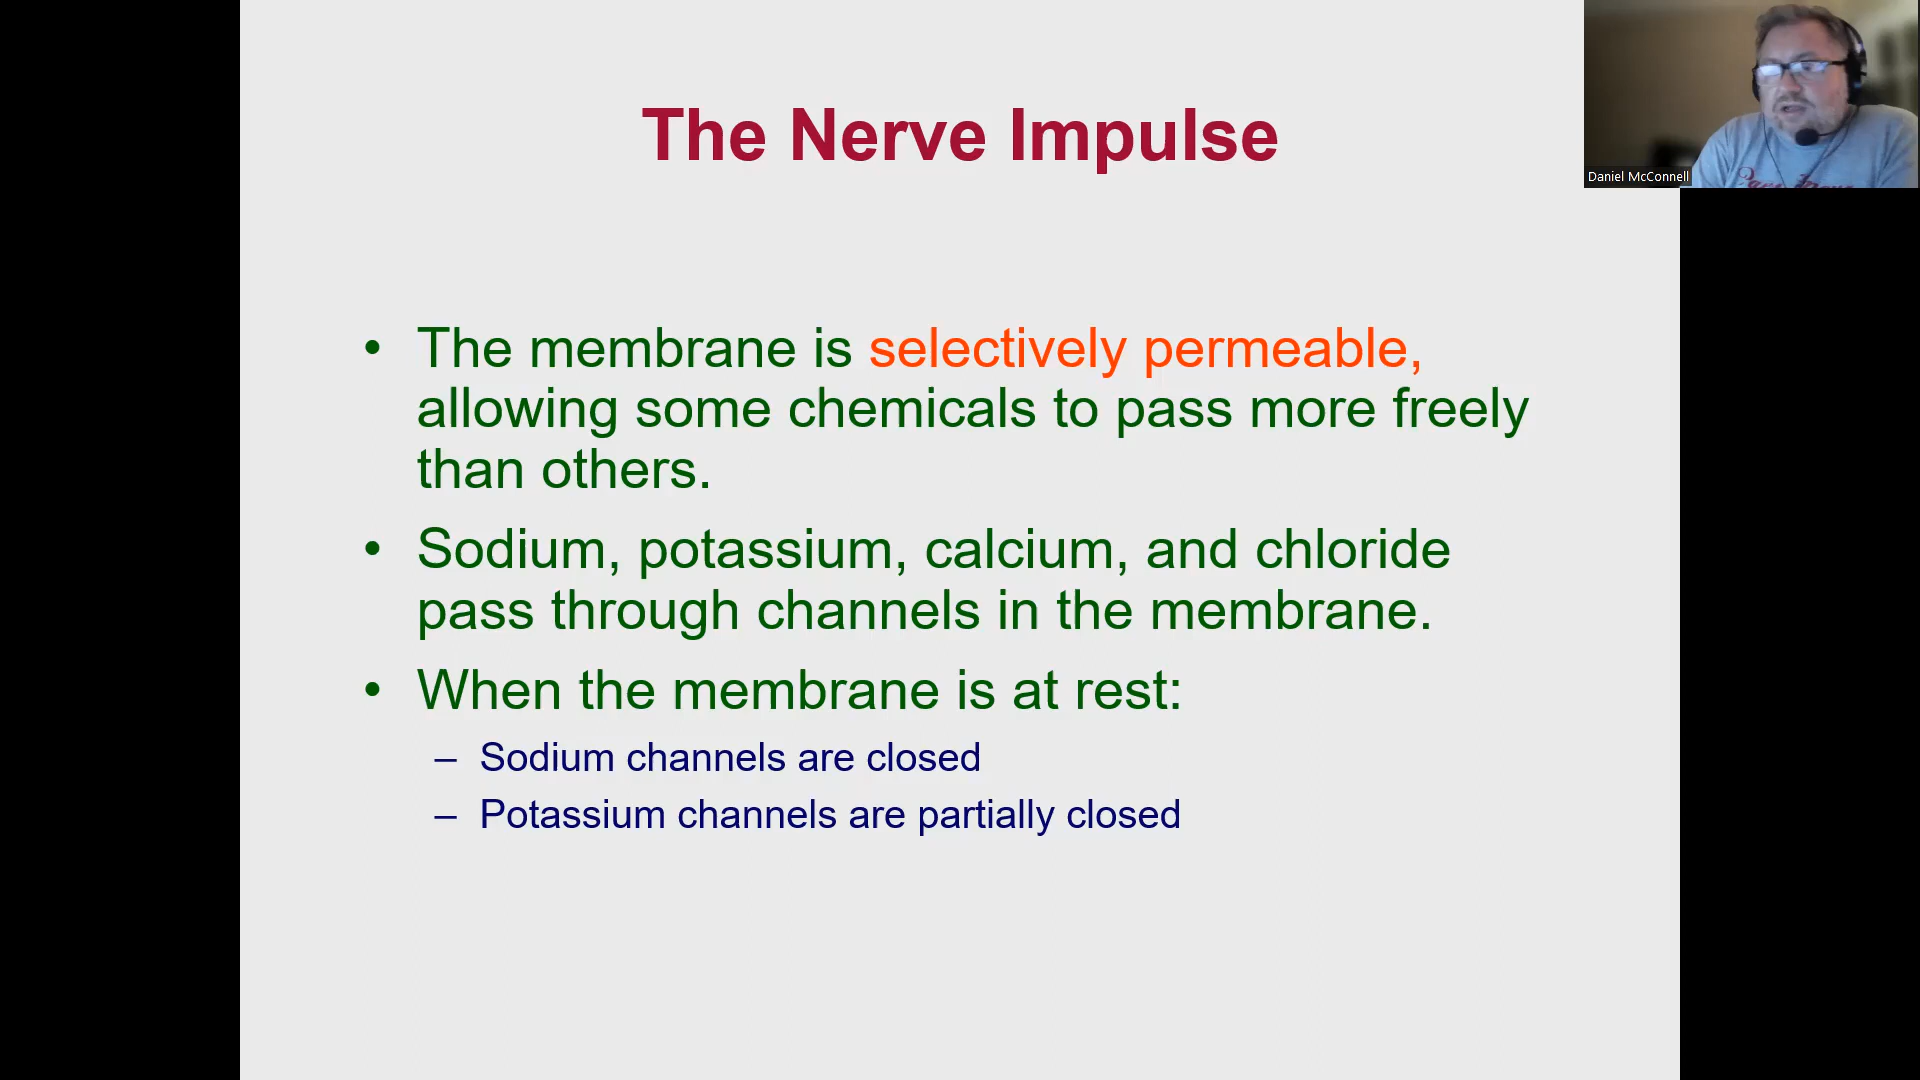 The Nerve Impulse
Daniel McConnell
• The membrane is selectively permeable,
allowing some chemicals to pass more freely
than others.
• Sodium, potassium, calcium, and chloride
pass through channels in the membrane.
• When the membrane is at rest:
– Sodium channels are closed
– Potassium channels are partially closed